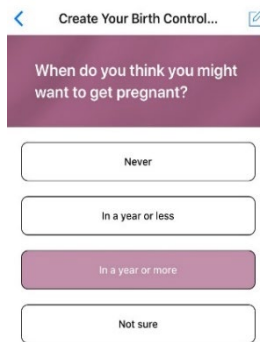 Create Your Birth Control...
When do you think you might
want to get pregnant?
Never
In a year or less
In a year or more
Not sure